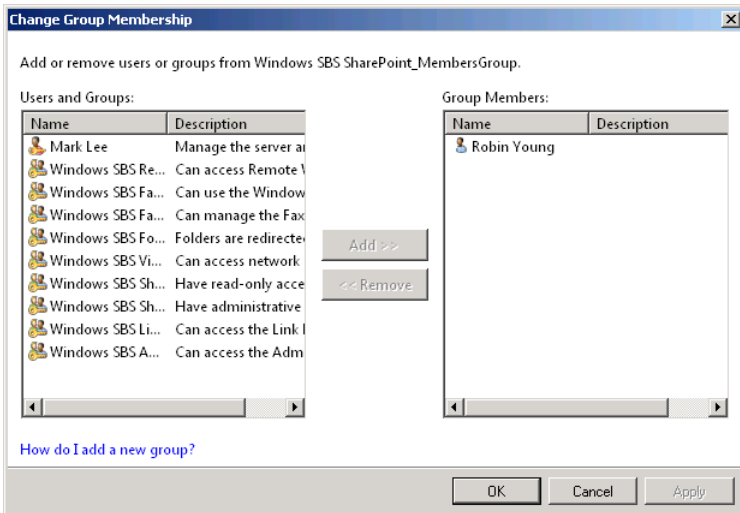 Change Group Membership
Add or remove users or groups from Windows SBS SharePoint_MembersGroup.
Users and Groups:
Name Description
Mark Lee Manage the server a
Windows SBS Re... Can access Remote
Windows SBS Fa... Can use the Window
Windows SBS Fa... Can manage the Fax
Windows SBS Fo... Folders are redirecte
Windows SBS Vi... Can access network
Windows SBS Sh... Have read-only acce
Windows SBS Sh... Have administrative
Windows SBS Li... Can access the Link
Windows SBS A... Can access the Adm
Add >>
<< Remove
Group Members:
Name Description
Robin Young
How do I add a new group?
OK Cancel Apply